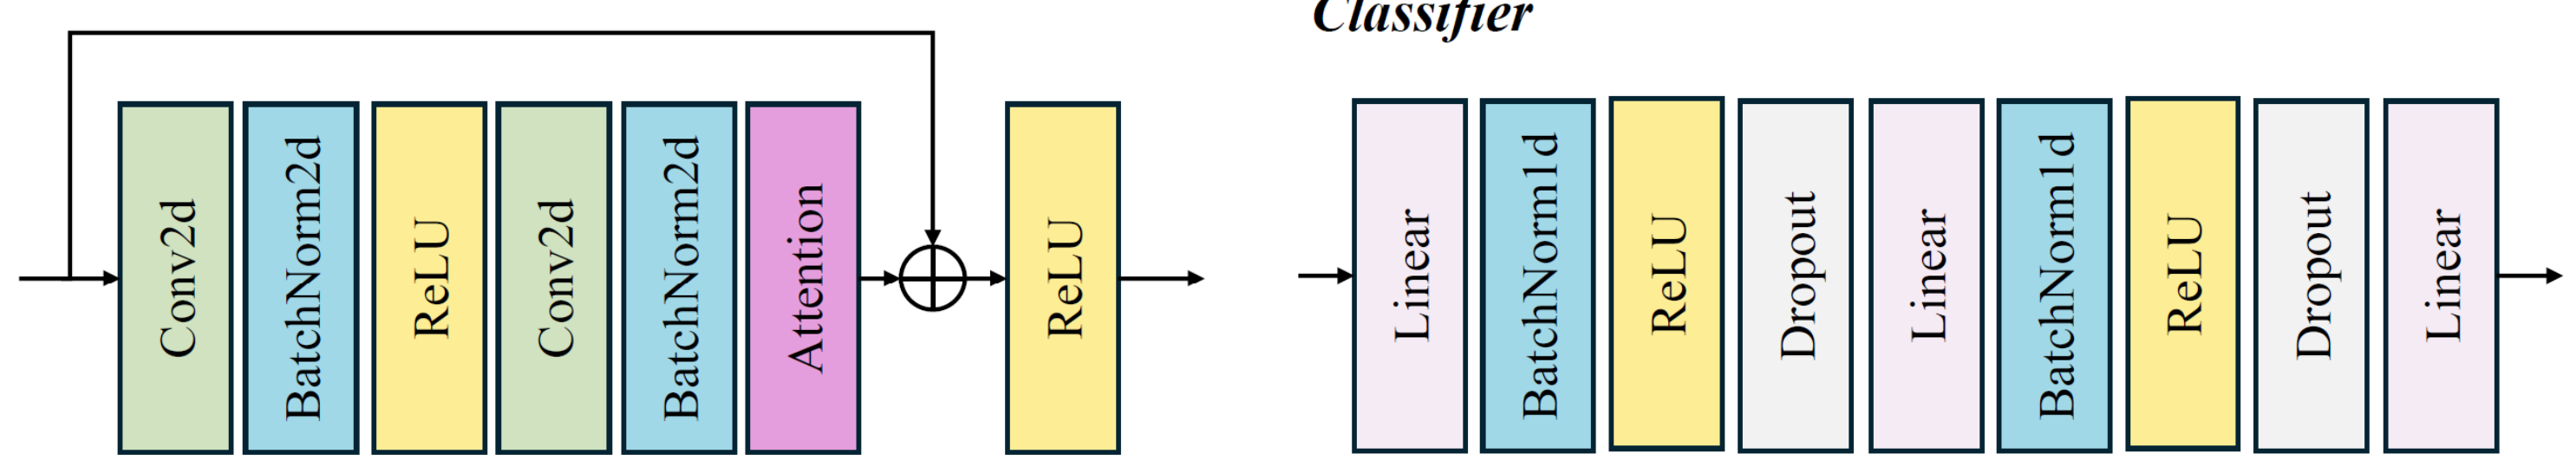 Classifier
Conv2d
BatchNorm2d
ReLU
Conv2d
BatchNorm2d
Attention
ReLU
Linear
BatchNorm1d
ReLU
Dropout
Linear
BatchNorm1d
ReLU
Dropout
Linear